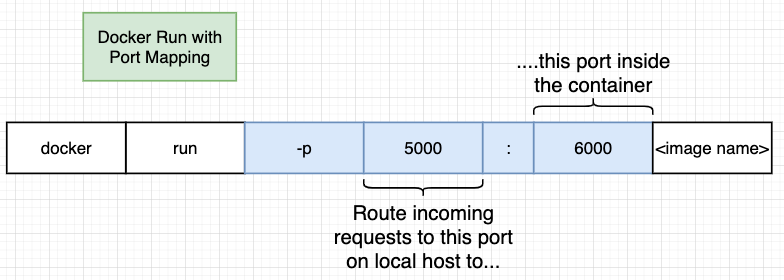 Docker Run with
Port Mapping
....this port inside
the container
docker run -p 5000 : 6000 <image name>
Route incoming
requests to this port
on local host to...